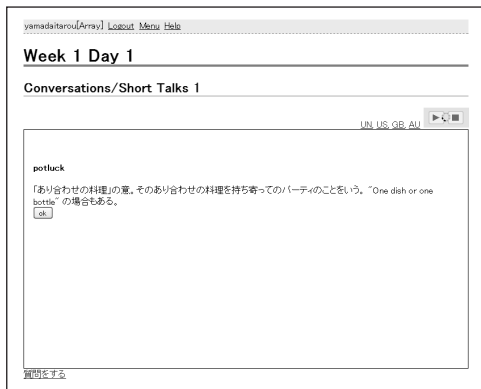 yamadaitarou[Array] Logout Menu Help
Week 1 Day 1
Conversations/Short Talks 1
UN, US, GB, AU
potluck
「あり合わせの料理」の意。そのあり合わせの料理を持ち寄ってのパーティのことをいう。"One dish or one
bottle" の場合もある。
ok
質問をする